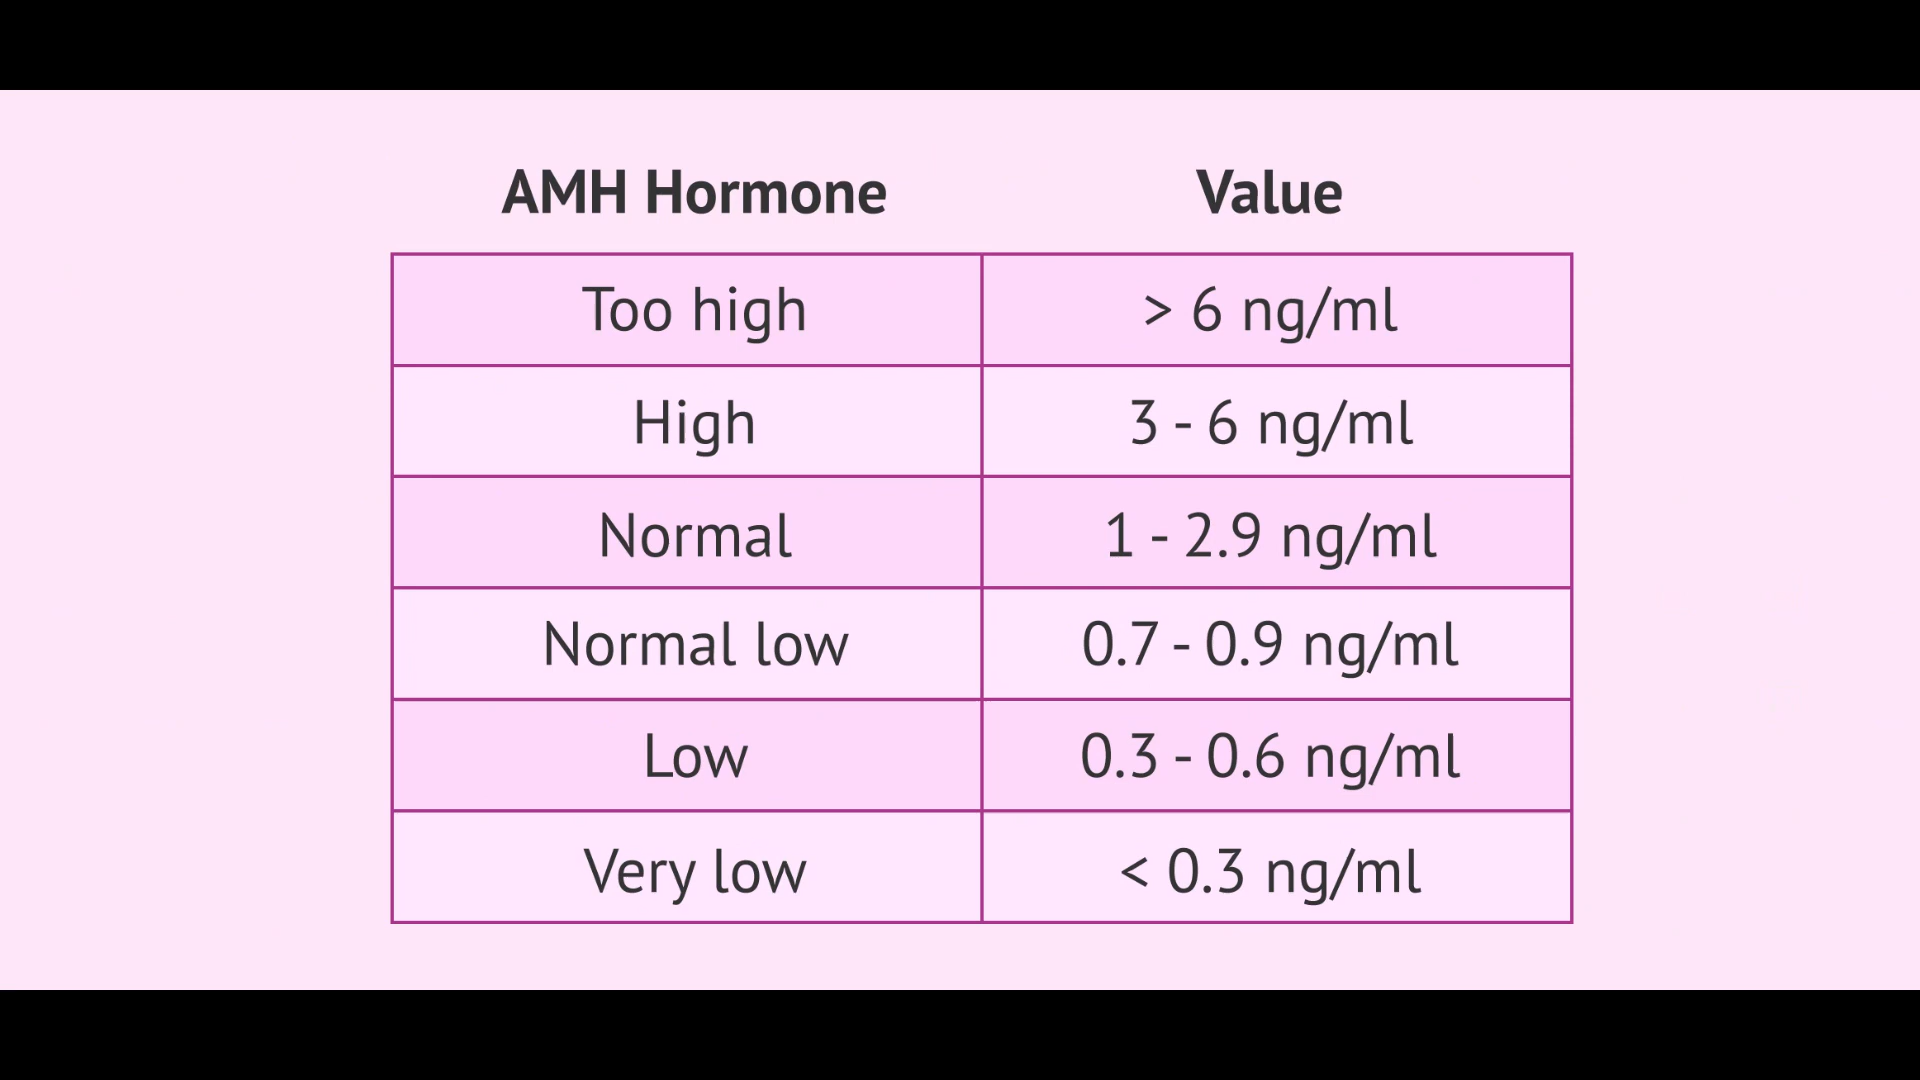 AMH Hormone Value
Too high > 6 ng/ml
High 3 - 6 ng/ml
Normal 1 - 2.9 ng/ml
Normal low 0.7 - 0.9 ng/ml
Low 0.3 - 0.6 ng/ml
Very low < 0.3 ng/ml